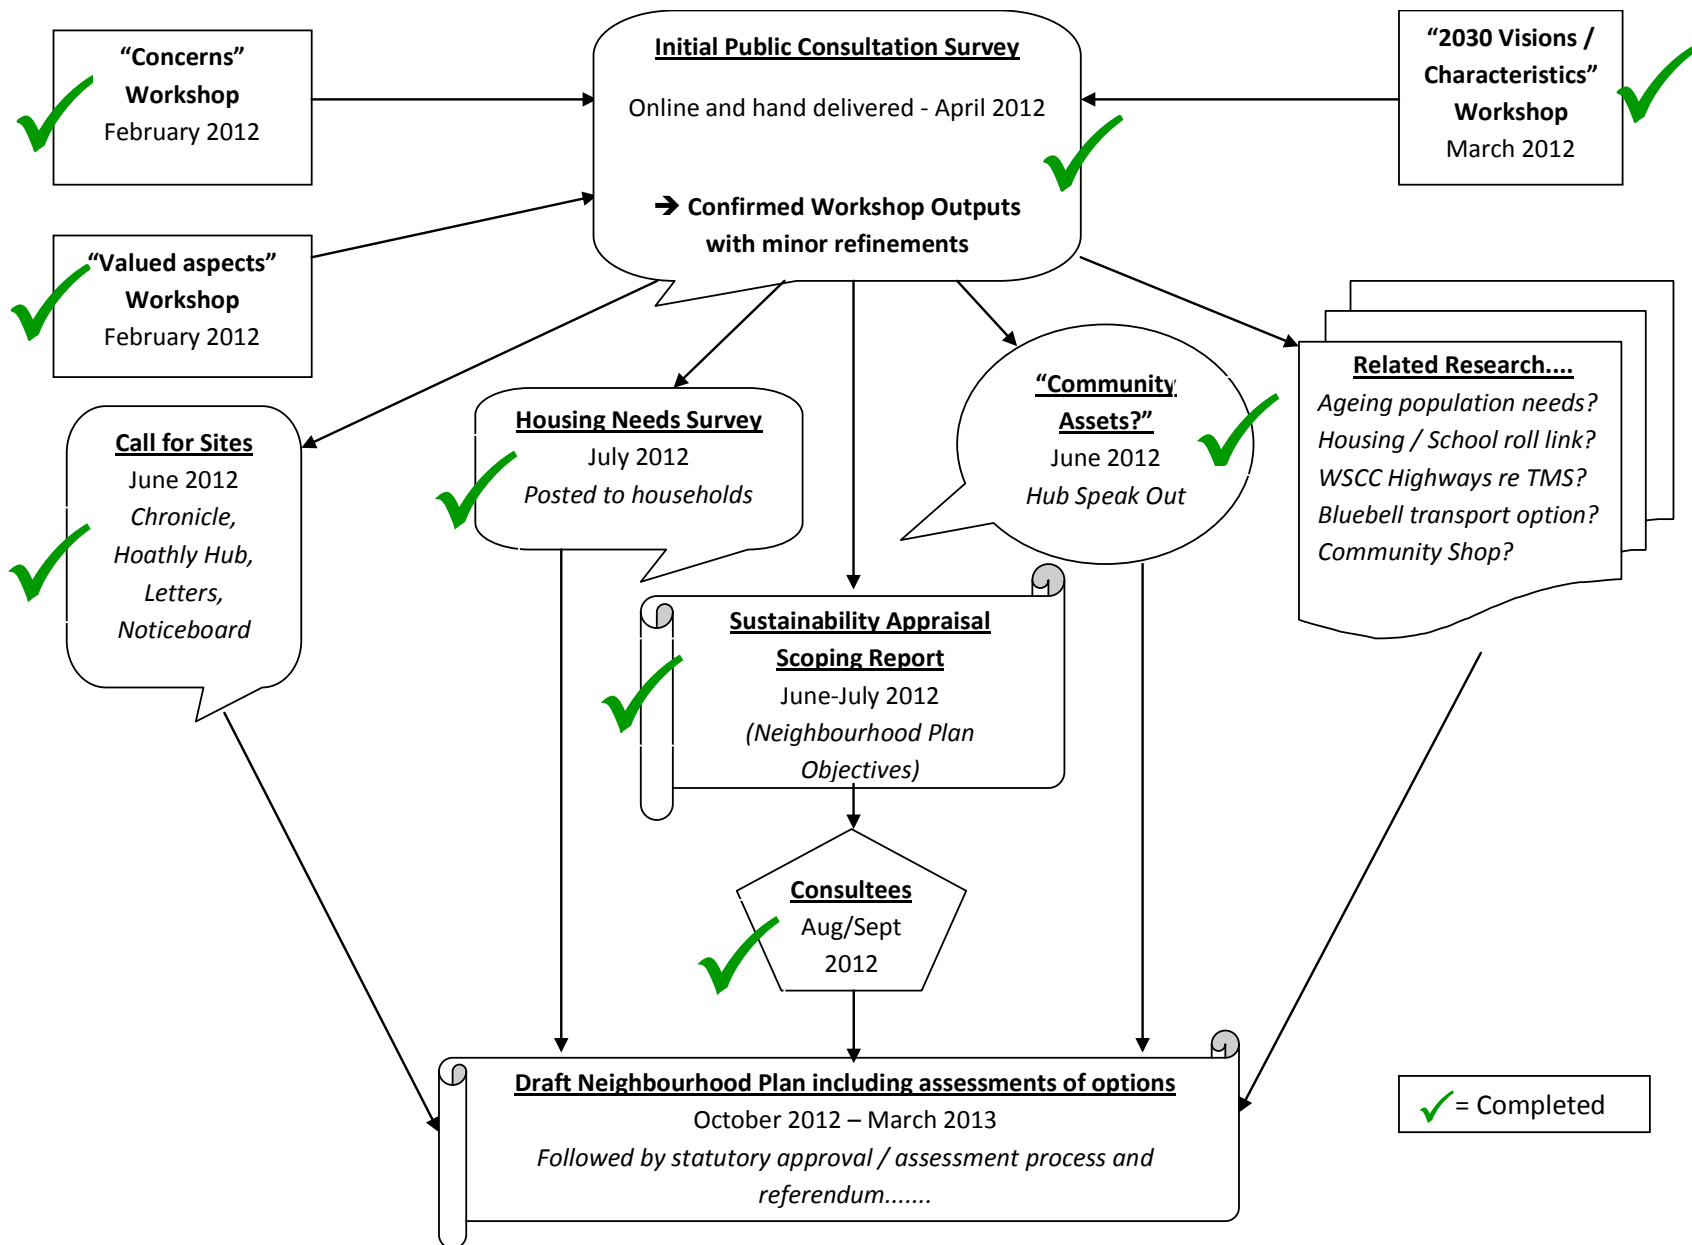 “Concerns”
Workshop
February 2012
Initial Public Consultation Survey
Online and hand delivered - April 2012
➔ Confirmed Workshop Outputs
with minor refinements
“2030 Visions /
Characteristics”
Workshop
March 2012
“Valued aspects”
Workshop
February 2012
Call for Sites
June 2012
Chronicle,
Hoathly Hub,
Letters,
Noticeboard
Housing Needs Survey
July 2012
Posted to households
“Community
Assets?”
June 2012
Hub Speak Out
Related Research....
Ageing population needs?
Housing / School roll link?
WSCC Highways re TMS?
Bluebell transport option?
Community Shop?
Sustainability Appraisal
Scoping Report
June-July 2012
(Neighbourhood Plan
Objectives)
Consultees
Aug/Sept
2012
Draft Neighbourhood Plan including assessments of options
October 2012 – March 2013
Followed by statutory approval / assessment process and
referendum.......
= Completed